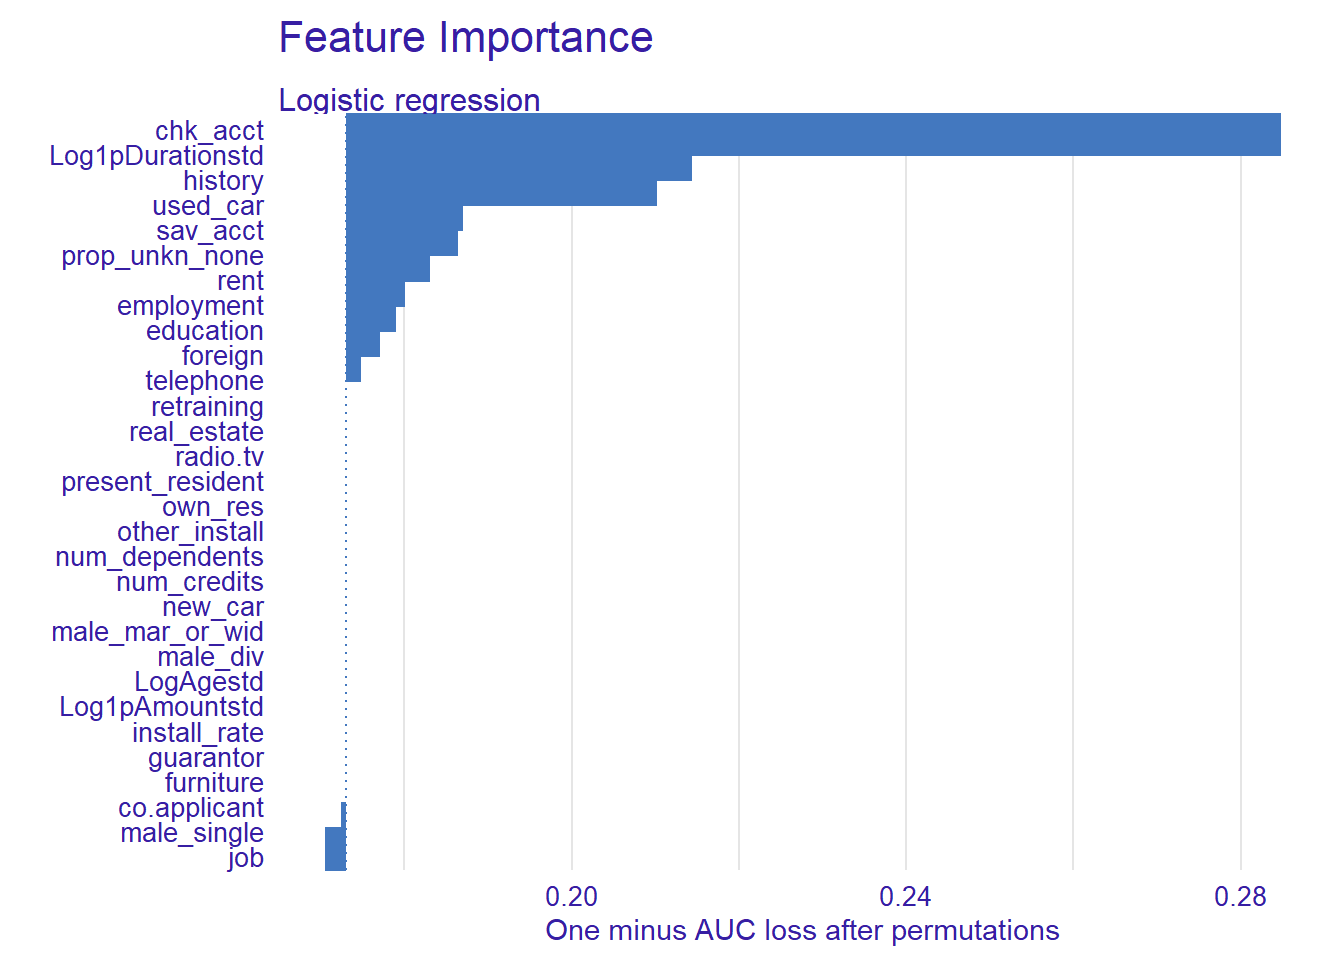 Feature Importance
Logistic regression
chk_acct
Log1pDurationstd
history
used_car
sav_acct
prop_unkn_none
rent
employment
education
foreign
telephone
retraining
real_estate
radio.tv
present_resident
own_res
other_install
num_dependents
num_credits
new_car
male_mar_or_wid
male_div
LogAgestd
Log1pAmountstd
install_rate
guarantor
furniture
co.applicant
male_single
job
0.20 0.24 0.28
One minus AUC loss after permutations